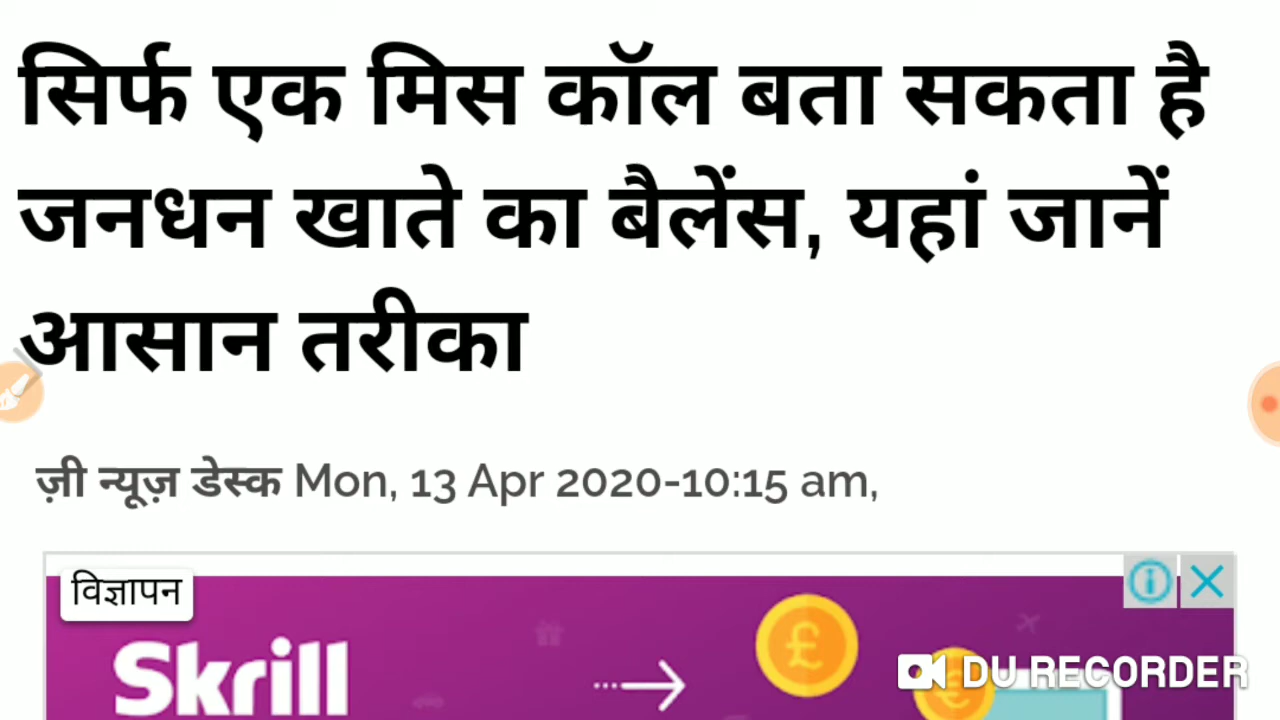 सिर्फ एक मिस कॉल बता सकता है
जनधन खाते का बैलेंस, यहां जानें
आसान तरीका
ज़ी न्यूज़ डेस्क Mon, 13 Apr 2020-10:15 am,
विज्ञापन
Skrill
DU RECORDER